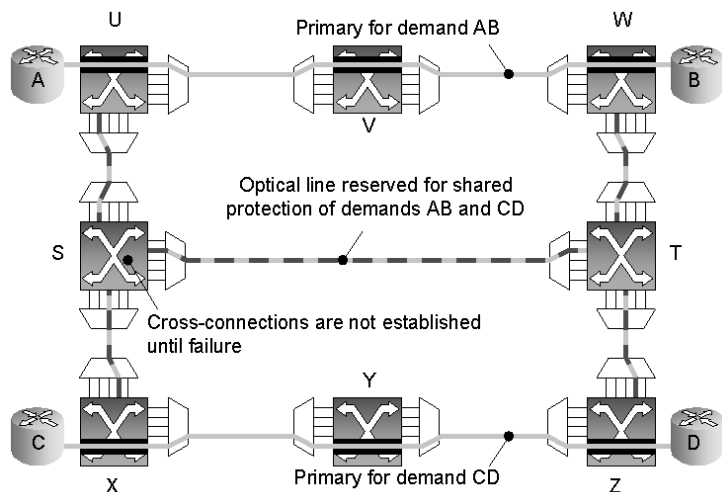 U
Primary for demand AB
W
A
B
V
Optical line reserved for shared
protection of demands AB and CD
S
T
Cross-connections are not established
until failure
Y
C
D
X
Primary for demand CD
Z